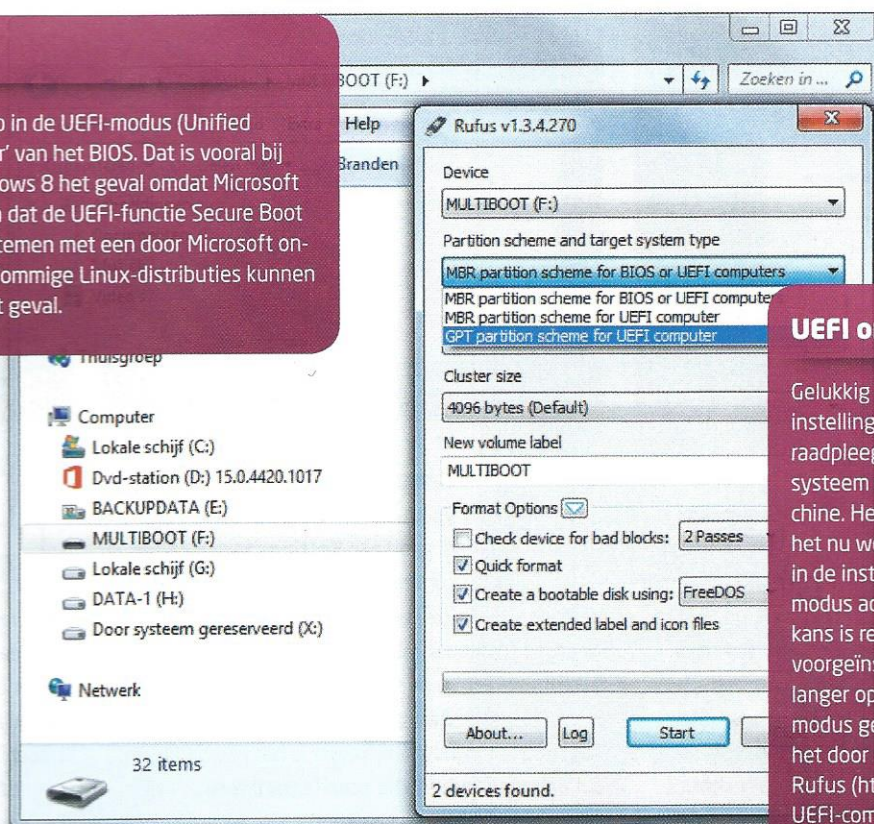 BOOT (F:)
Zoeken in ...
in de UEFI-modus (Unified
r' van het BIOS. Dat is vooral bij
ows 8 het geval omdat Microsoft
dat de UEFI-functie Secure Boot
temen met een door Microsoft on-
ommige Linux-distributies kunnen
t geval.
Help
Branden
Thuisgroep
Computer
Lokale schijf (C:)
Dvd-station (D:) 15.0.4420.1017
BACKUPDATA (E:)
MULTIBOOT (F:)
Lokale schijf (G:)
DATA-1 (H:)
Door systeem gereserveerd (X:)
Netwerk
32 items
Rufus v1.3.4.270
Device
MULTIBOOT (F:)
Partition scheme and target system type
MBR partition scheme for BIOS or UEFI computers
MBR partition scheme for BIOS or UEFI compute
MBR partition scheme for UEFI computer
GPT partition scheme for UEFI computer
Cluster size
4096 bytes (Default)
New volume label
MULTIBOOT
Format Options
Check device for bad blocks: 2 Passes
Quick format
Create a bootable disk using: FreeDOS
Create extended label and icon files
About... Log Start
2 devices found.
UEFI o
Gelukkig
instelling
raadpleeg
systeem
chine. He
het nu we
in de inst
modus ac
kans is re
voorgeïns
langer op
modus ge
het door
Rufus (ht
UEFI-com